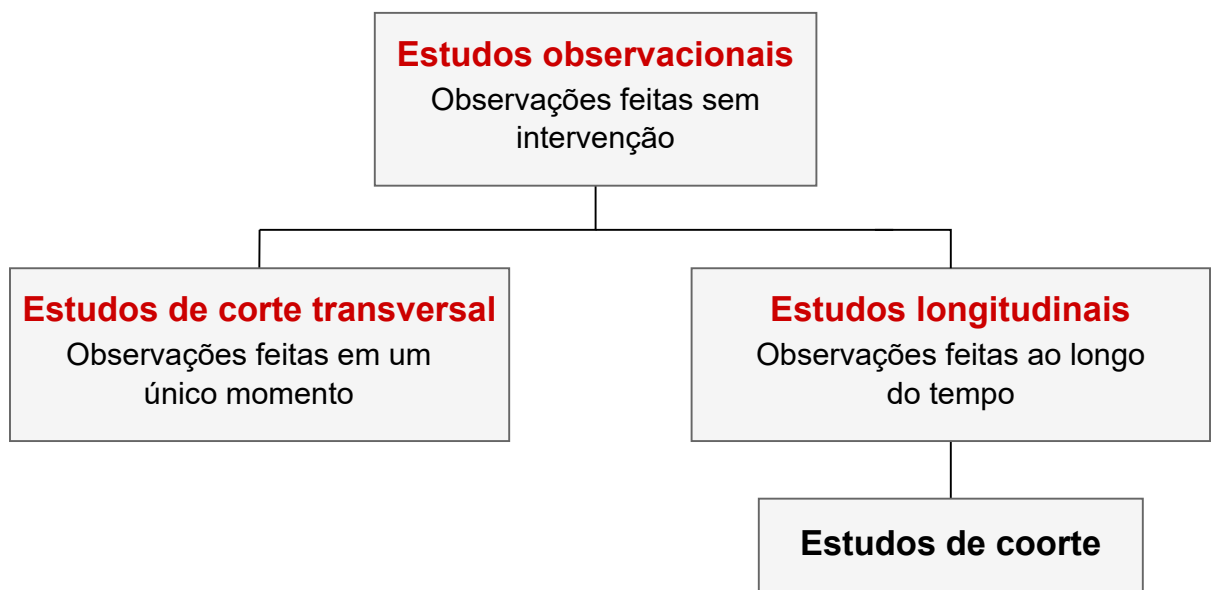 Estudos observacionais
Observações feitas sem
intervenção
Estudos de corte transversal
Observações feitas em um
único momento
Estudos longitudinais
Observações feitas ao longo
do tempo
Estudos de coorte